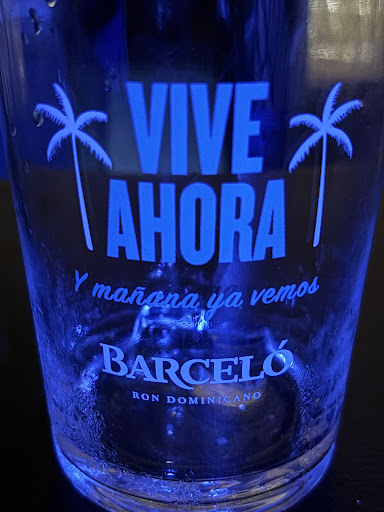 VIVE
AHORA
Y mañana ya vemos
BARCELÓ
RON DOMINICANO